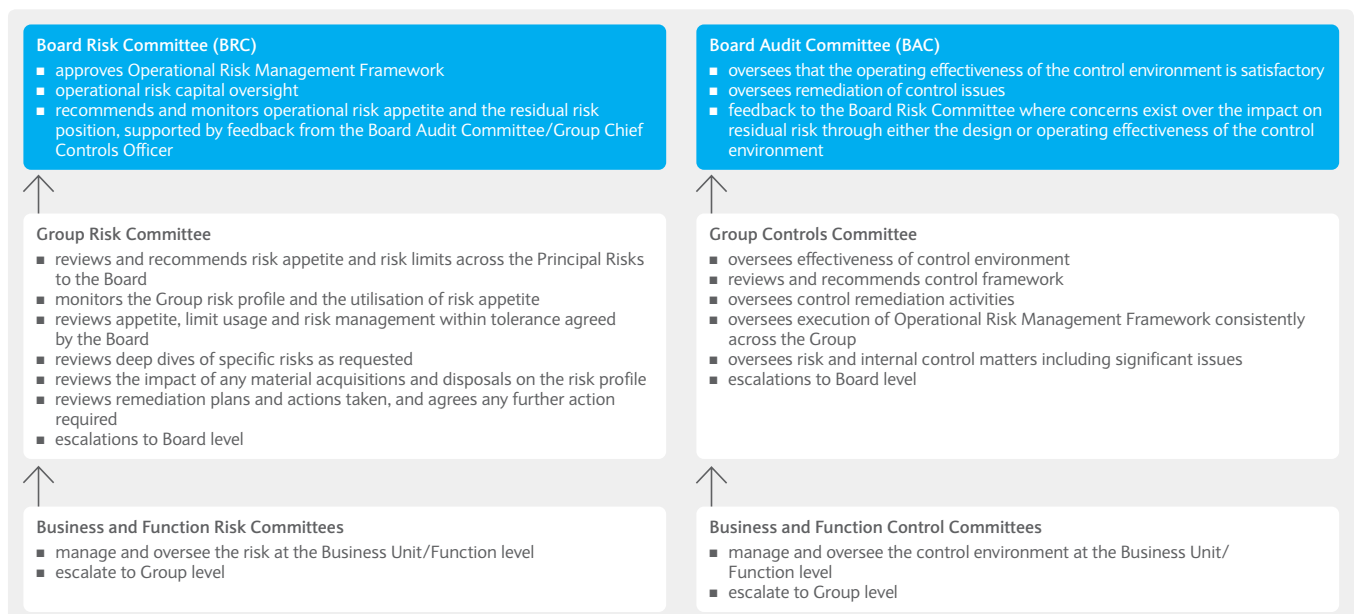 Board Risk Committee (BRC)
■ approves Operational Risk Management Framework
■ operational risk capital oversight
■ recommends and monitors operational risk appetite and the residual risk
position, supported by feedback from the Board Audit Committee/Group Chief
Controls Officer
Board Audit Committee (BAC)
■ oversees that the operating effectiveness of the control environment is satisfactory
■ oversees remediation of control issues
■ feedback to the Board Risk Committee where concerns exist over the impact on
residual risk through either the design or operating effectiveness of the control
environment
Group Risk Committee
■ reviews and recommends risk appetite and risk limits across the Principal Risks
to the Board
■ monitors the Group risk profile and the utilisation of risk appetite
■ reviews appetite, limit usage and risk management within tolerance agreed
by the Board
■ reviews deep dives of specific risks as requested
■ reviews the impact of any material acquisitions and disposals on the risk profile
■ reviews remediation plans and actions taken, and agrees any further action
required
■ escalations to Board level
Group Controls Committee
■ oversees effectiveness of control environment
■ reviews and recommends control framework
■ oversees control remediation activities
■ oversees execution of Operational Risk Management Framework consistently
across the Group
■ oversees risk and internal control matters including significant issues
■ escalations to Board level
Business and Function Risk Committees
■ manage and oversee the risk at the Business Unit/Function level
■ escalate to Group level
Business and Function Control Committees
■ manage and oversee the control environment at the Business Unit/
Function level
■ escalate to Group level